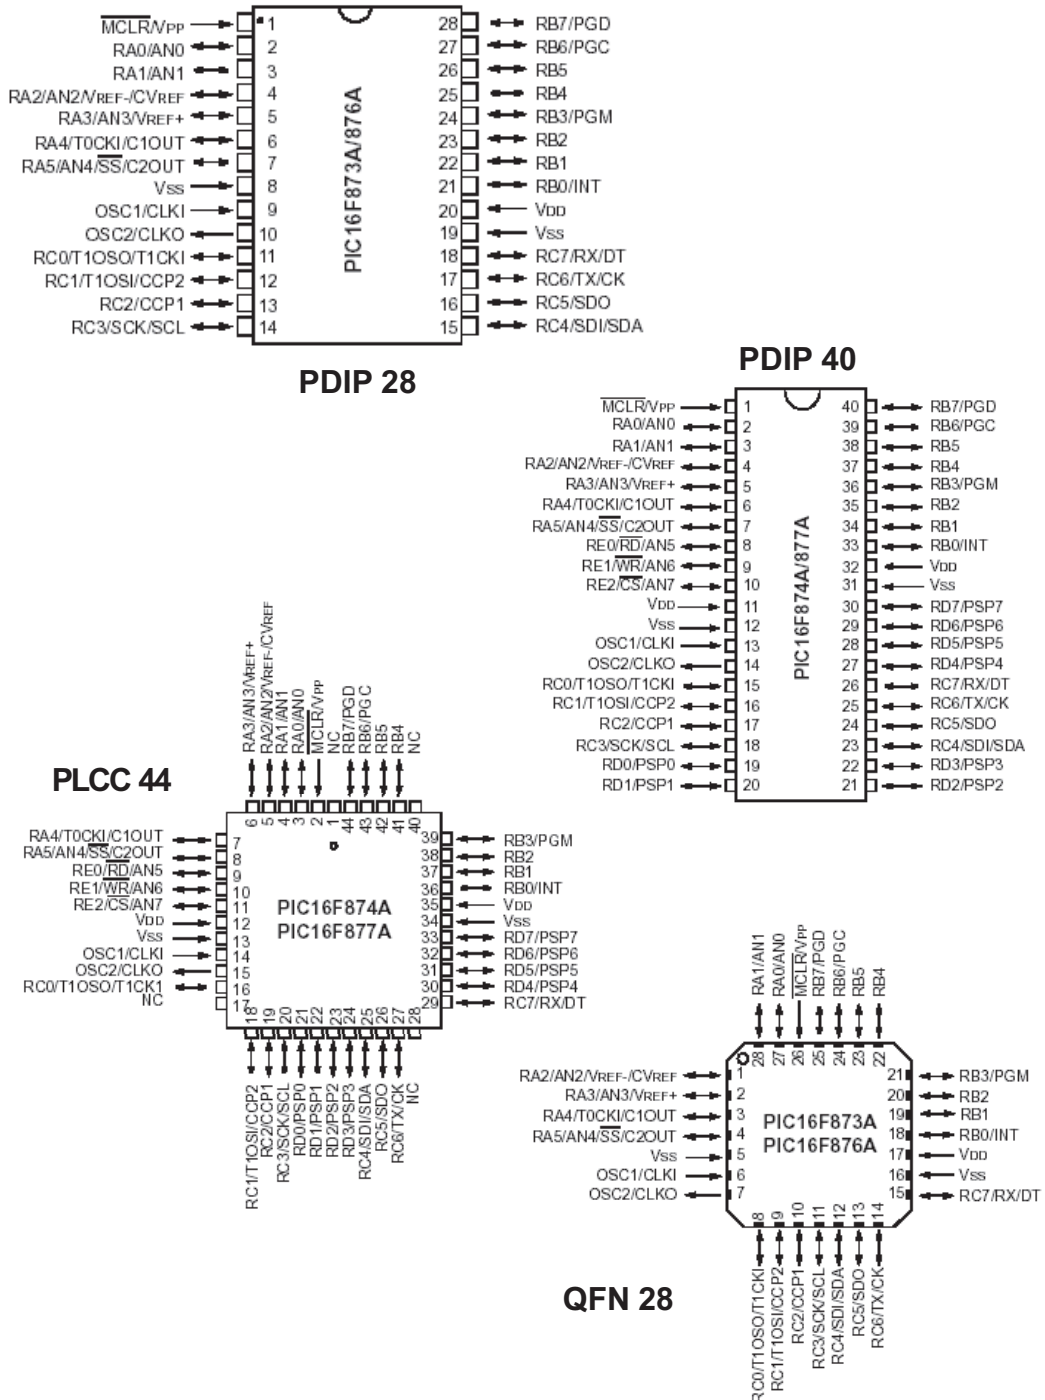 MCLR/VPP 1 28 RB7/PGD
RA0/AN0 2 27 RB6/PGC
RA1/AN1 3 26 RB5
RA2/AN2/VREF-/CVREF 4 25 RB4
RA3/AN3/VREF+ 5 24 RB3/PGM
RA4/T0CKI/C1OUT 6 23 RB2
RA5/AN4/SS/C2OUT 7 22 RB1
VSS 8 21 RB0/INT
OSC1/CLKI 9 20 VDD
OSC2/CLKO 10 19 VSS
RC0/T1OSO/T1CKI 11 18 RC7/RX/DT
RC1/T1OSI/CCP2 12 17 RC6/TX/CK
RC2/CCP1 13 16 RC5/SDO
RC3/SCK/SCL 14 15 RC4/SDI/SDA
PIC16F873A/876A
PDIP 28
PDIP 40
MCLR/VPP 1 40 RB7/PGD
RA0/AN0 2 39 RB6/PGC
RA1/AN1 3 38 RB5
RA2/AN2/VREF-/CVREF 4 37 RB4
RA3/AN3/VREF+ 5 36 RB3/PGM
RA4/T0CKI/C1OUT 6 35 RB2
RA5/AN4/SS/C2OUT 7 34 RB1
RE0/RD/AN5 8 33 RB0/INT
RE1/WR/AN6 9 32 VDD
RE2/CS/AN7 10 31 VSS
VDD 11 30 RD7/PSP7
VSS 12 29 RD6/PSP6
OSC1/CLKI 13 28 RD5/PSP5
OSC2/CLKO 14 27 RD4/PSP4
RC0/T1OSO/T1CKI 15 26 RC7/RX/DT
RC1/T1OSI/CCP2 16 25 RC6/TX/CK
RC2/CCP1 17 24 RC5/SDO
RC3/SCK/SCL 18 23 RC4/SDI/SDA
RD0/PSP0 19 22 RD3/PSP3
RD1/PSP1 20 21 RD2/PSP2
PIC16F874A/877A
PLCC 44
RA3/AN3/VREF+
RA2/AN2/VREF-/CVREF
RA1/AN1
RA0/AN0
MCLR/VPP
NC
RB7/PGD
RB6/PGC
RB5
RB4
NC
6 5 4 3 2 1 44 43 42 41 40
RA4/T0CKI/C1OUT 7 39 RB3/PGM
RA5/AN4/SS/C2OUT 8 38 RB2
RE0/RD/AN5 9 37 RB1
RE1/WR/AN6 10 36 RB0/INT
RE2/CS/AN7 11 35 VDD
VDD 12 34 VSS
VSS 13 33 RD7/PSP7
OSC1/CLKI 14 32 RD6/PSP6
OSC2/CLKO 15 31 RD5/PSP5
RC0/T1OSO/T1CK1 16 30 RD4/PSP4
NC 17 29 RC7/RX/DT
PIC16F874A
PIC16F877A
18 19 20 21 22 23 24 25 26 27 28
RC1/T1OSI/CCP2
RC2/CCP1
RC3/SCK/SCL
RD0/PSP0
RD1/PSP1
RD2/PSP2
RD3/PSP3
RC4/SDI/SDA
RC5/SDO
RC6/TX/CK
NC
RA1/AN1
RA0/AN0
MCLR/VPP
RB7/PGD
RB6/PGC
RB5
RB4
28 27 26 25 24 23 22
RA2/AN2/VREF-/CVREF 1 21 RB3/PGM
RA3/AN3/VREF+ 2 20 RB2
RA4/T0CKI/C1OUT 3 19 RB1
RA5/AN4/SS/C2OUT 4 18 RB0/INT
VSS 5 17 VDD
OSC1/CLKI 6 16 VSS
OSC2/CLKO 7 15 RC7/RX/DT
PIC16F873A
PIC16F876A
8 9 10 11 12 13 14
RC0/T1OSO/T1CKI
RC1/T1OSI/CCP2
RC2/CCP1
RC3/SCK/SCL
RC4/SDI/SDA
RC5/SDO
RC6/TX/CK
QFN 28